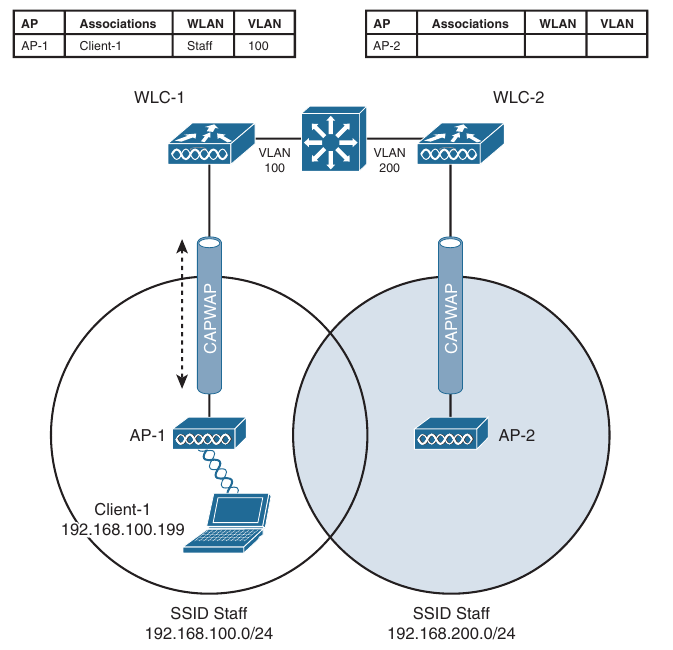 AP Associations WLAN VLAN
AP-1 Client-1 Staff 100
AP Associations WLAN VLAN
AP-2
WLC-1
WLC-2
VLAN
100
VLAN
200
CAPWAP
CAPWAP
AP-1
AP-2
Client-1
192.168.100.199
SSID Staff
192.168.100.0/24
SSID Staff
192.168.200.0/24